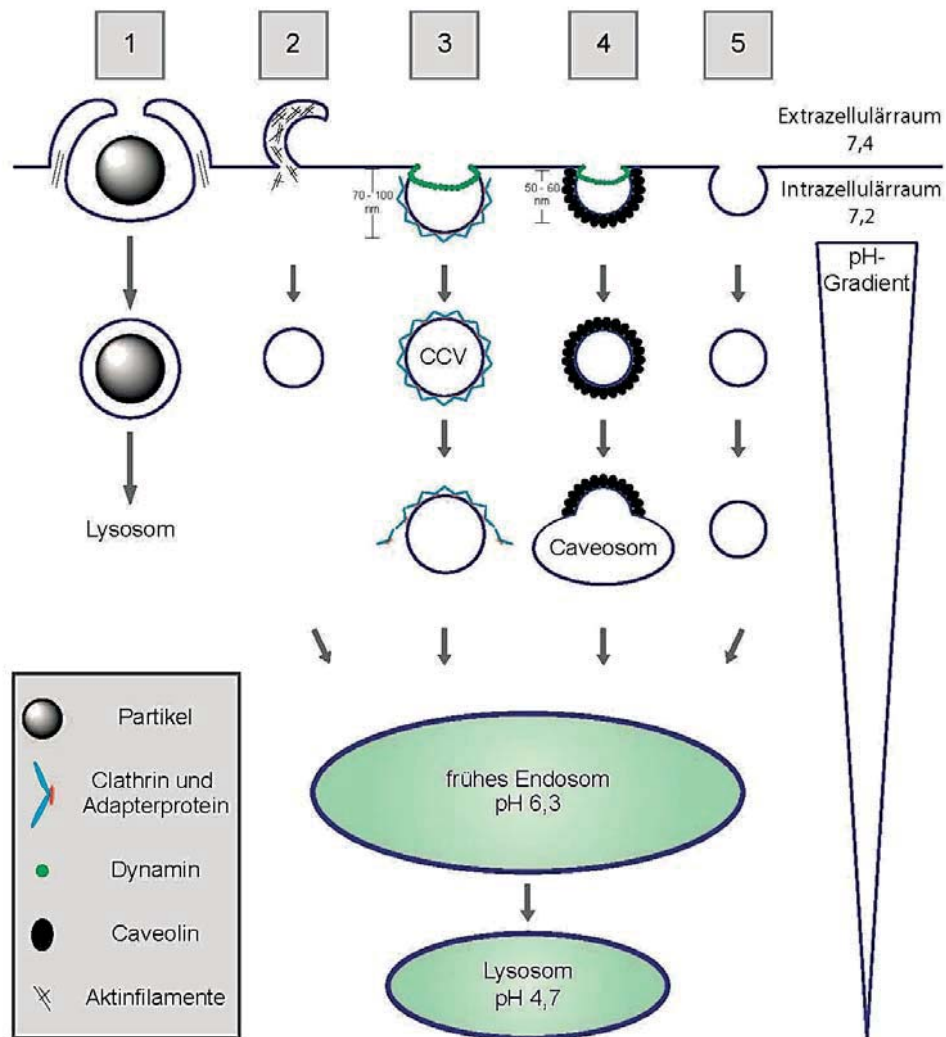 1
2
3
4
5
Extrazellulärraum
7,4
Intrazellulärraum
7,2
70 - 100
nm
50 - 60
nm
pH-
Gradient
CCV
Lysosom
Caveosom
Partikel
Clathrin und
Adapterprotein
Dynamin
Caveolin
Aktinfilamente
frühes Endosom
pH 6,3
Lysosom
pH 4,7